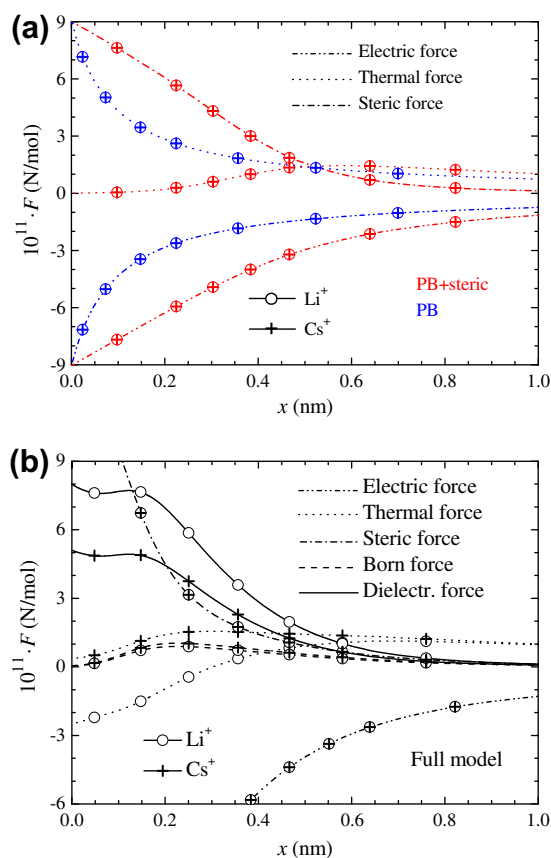 (a)
9
6
3
0
-3
-6
-9
10¹¹·F (N/mol)
Electric force
Thermal force
Steric force
PB+steric
PB
Li⁺
Cs⁺
0.0 0.2 0.4 0.6 0.8 1.0
x (nm)
(b)
9
6
3
0
-3
-6
10¹¹·F (N/mol)
Electric force
Thermal force
Steric force
Born force
Dielectr. force
Li⁺
Cs⁺
Full model
0.0 0.2 0.4 0.6 0.8 1.0
x (nm)